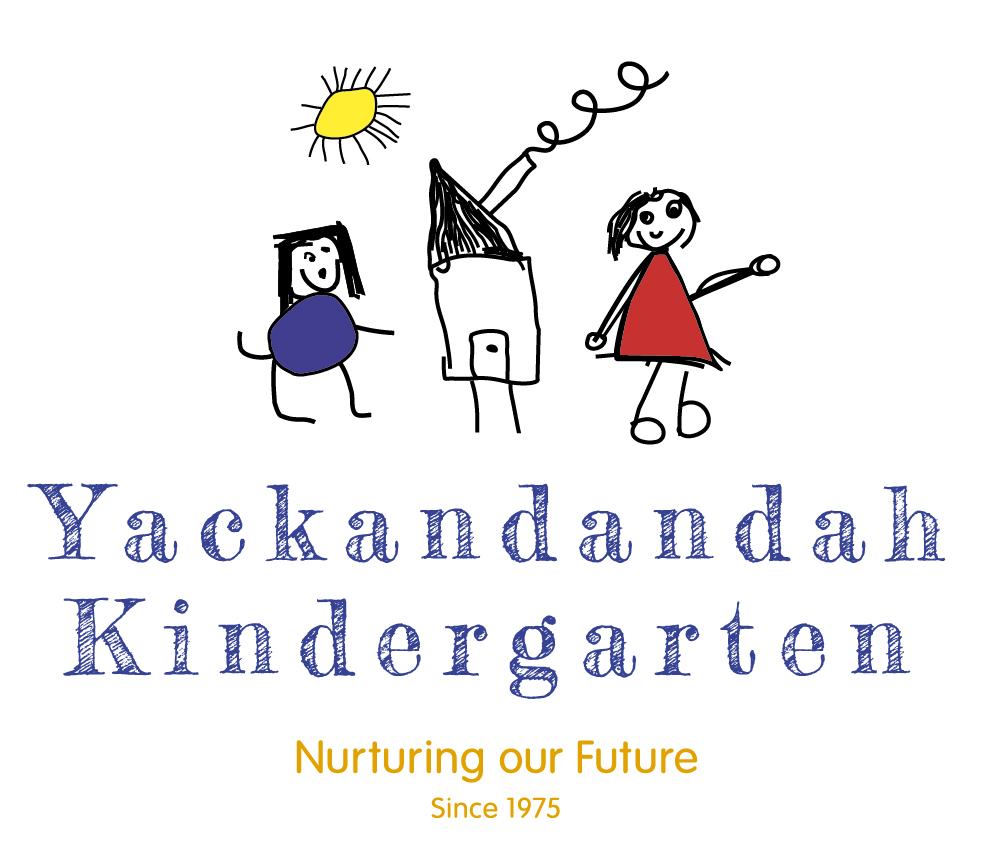 Yackandandah
Kindergarten
Nurturing our Future
Since 1975